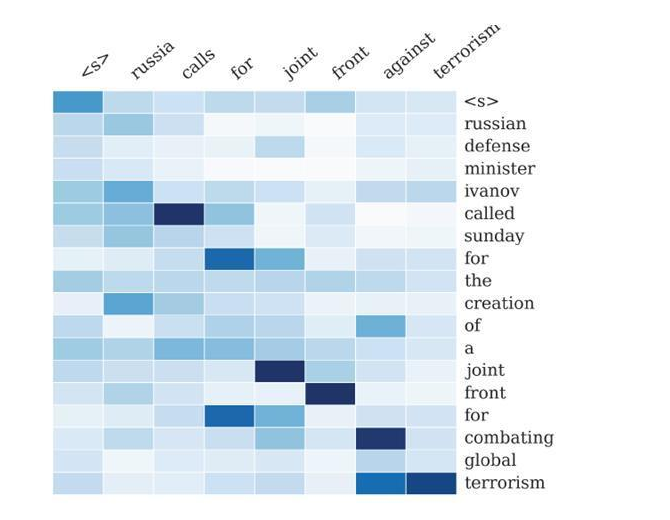 <s> russia calls for joint front against terrorism
<s>
russian
defense
minister
ivanov
called
sunday
for
the
creation
of
a
joint
front
for
combating
global
terrorism